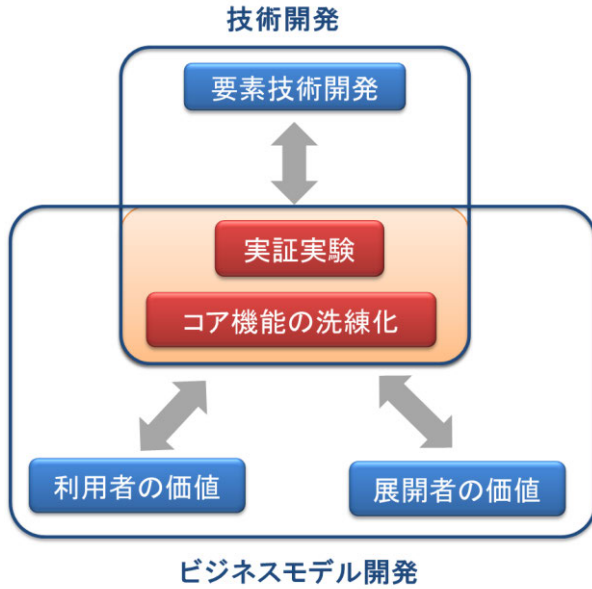 技術開発
要素技術開発
実証実験
コア機能の洗練化
利用者の価値
展開者の価値
ビジネスモデル開発